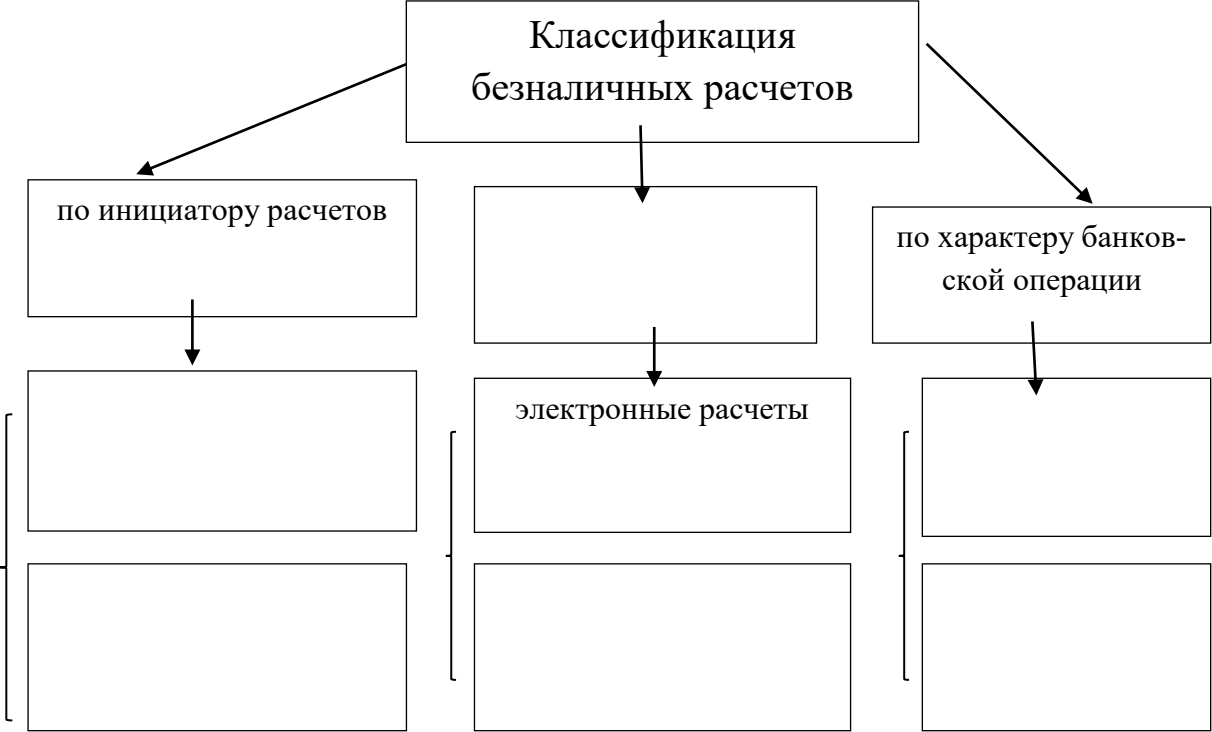 Классификация
безналичных расчетов
по инициатору расчетов
по характеру банков-
ской операции
электронные расчеты